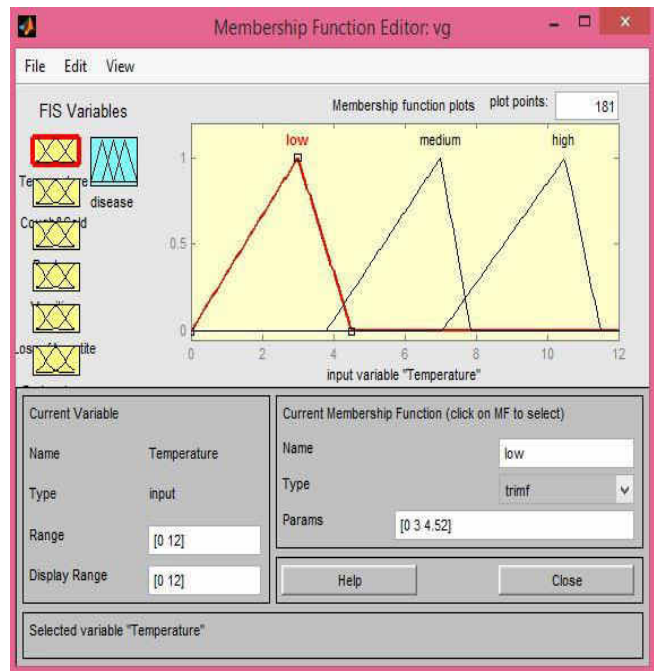 Membership Function Editor: vg
File Edit View
FIS Variables
disease
Membership function plots plot points: 181
low medium high
1
0.5
0
0 2 4 6 8 10 12
input variable "Temperature"
Current Variable
Name Temperature
Type input
Range [0 12]
Display Range [0 12]
Current Membership Function (click on MF to select)
Name low
Type trimf
Params [0 3 4.52]
Help Close
Selected variable "Temperature"